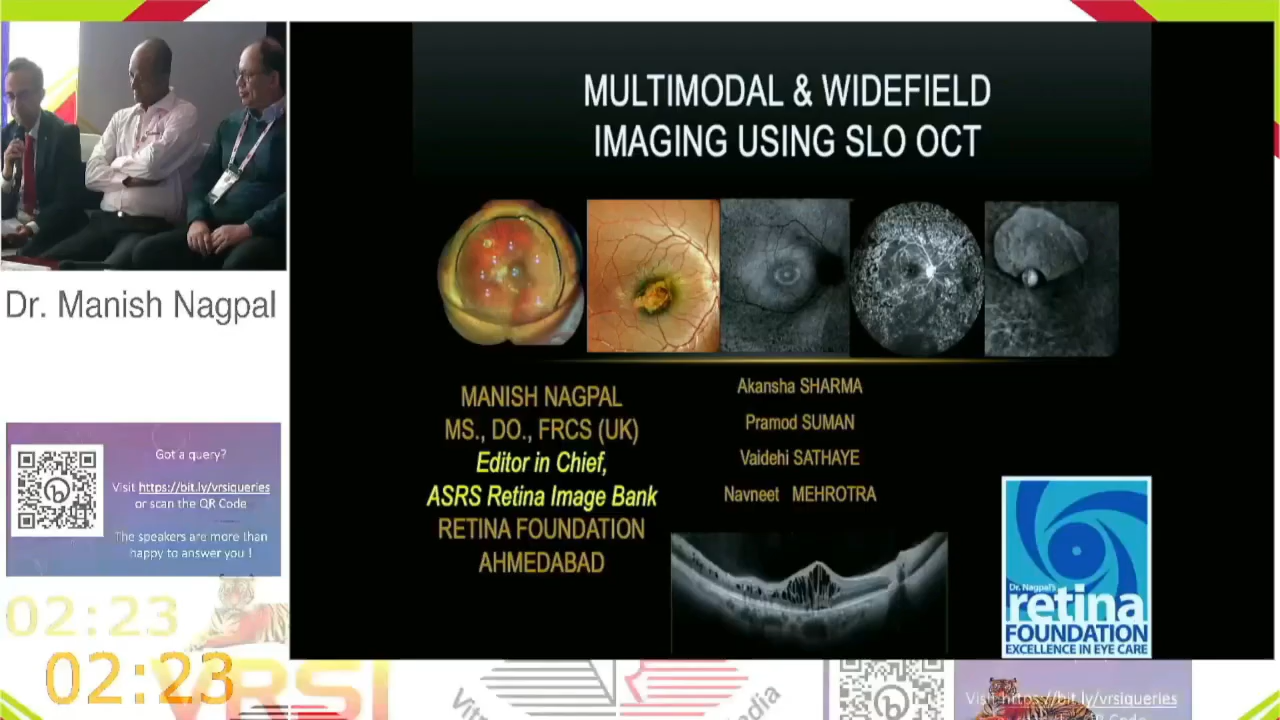 MULTIMODAL & WIDEFIELD
IMAGING USING SLO OCT
Dr. Manish Nagpal
MANISH NAGPAL
MS., DO., FRCS (UK)
Editor in Chief,
ASRS Retina Image Bank
RETINA FOUNDATION
AHMEDABAD
Akansha SHARMA
Pramod SUMAN
Vaidehi SATHAYE
Navneet MEHROTRA
Dr. Nagpal's
retina
FOUNDATION
EXCELLENCE IN EYE CARE
Got a query?
Visit https://bit.ly/vrsiqueries
or scan the QR Code
The speakers are more than
happy to answer you !
02:23
02:23
VRSI
Visit https://bit.ly/vrsiqueries